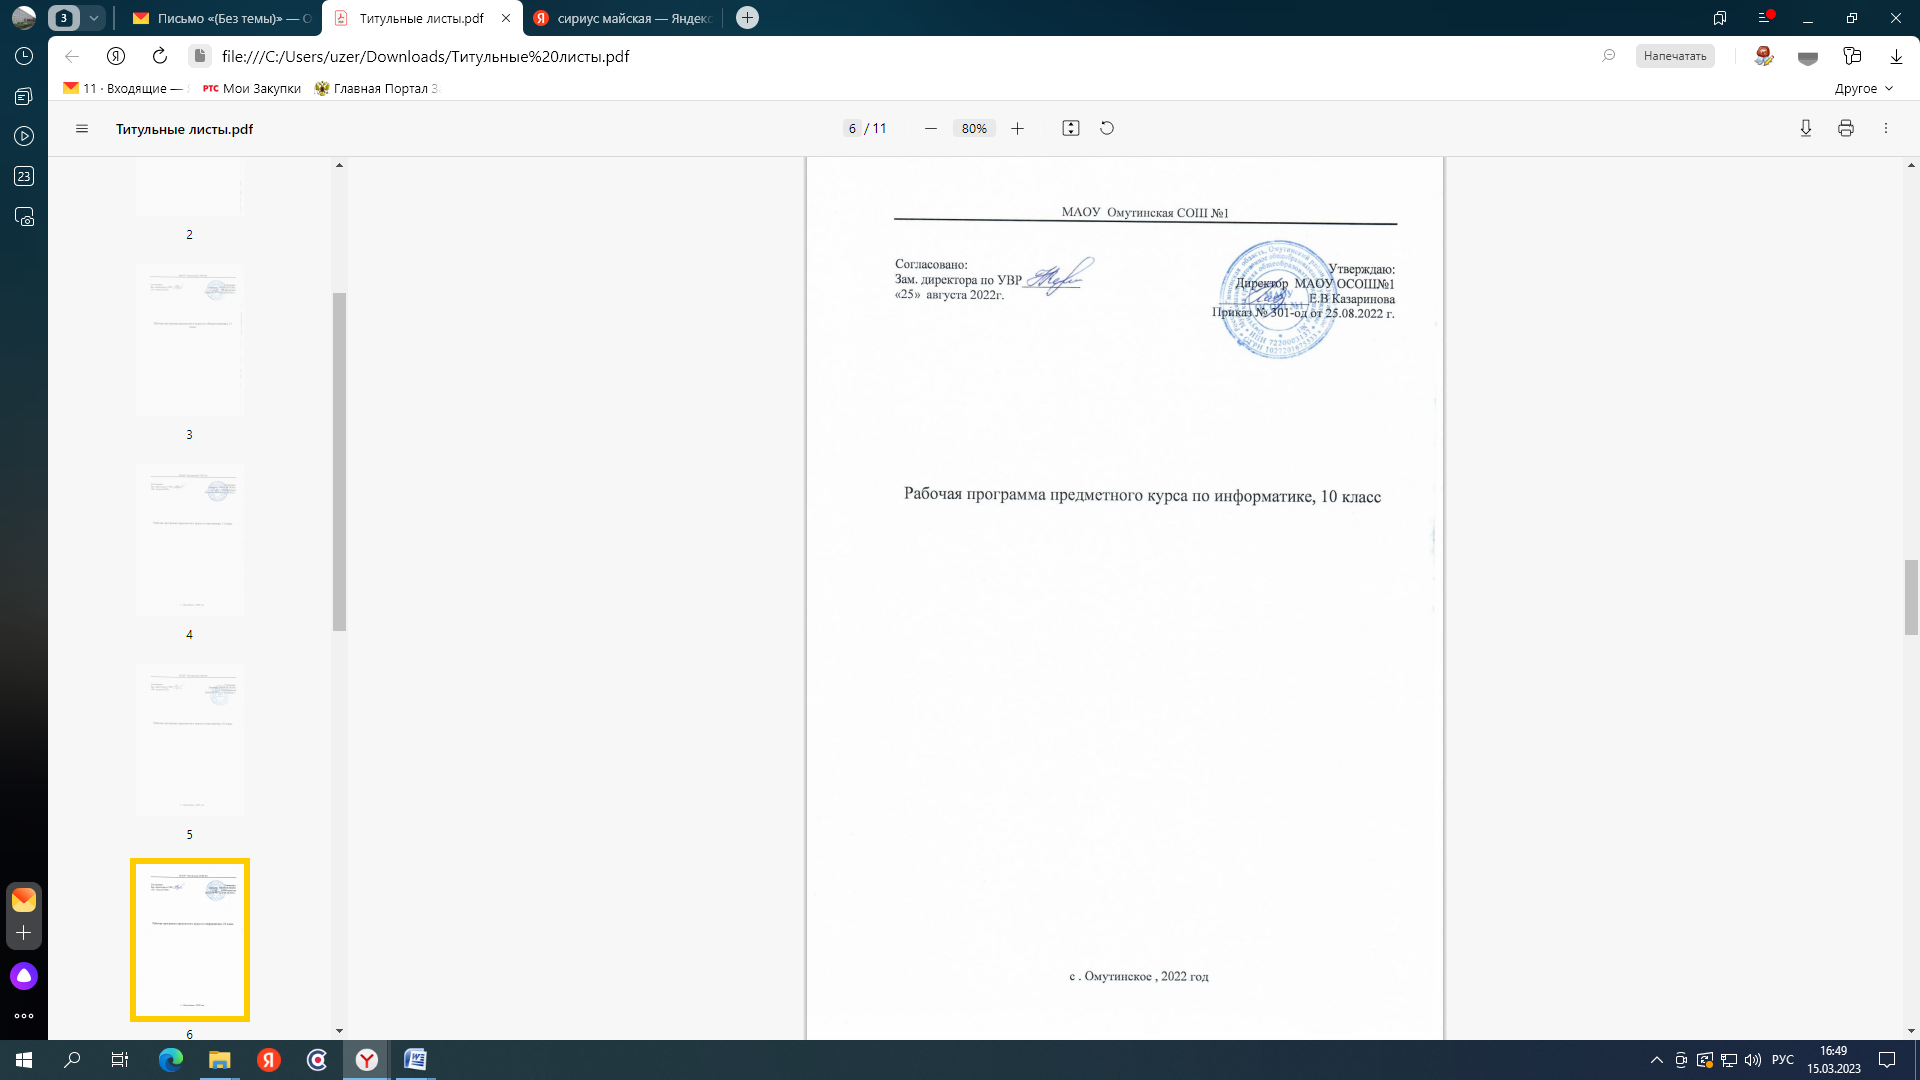 3
Письмо «(Без темы)» — О
Титульные листы.pdf
сириус майская — Яндекс
file:///C:/Users/uzer/Downloads/Титульные%20листы.pdf
Напечатать
11 · Входящие —
РТС Мои Закупки
Главная Портал З
Другое
Титульные листы.pdf
6 / 11
80%
23
2
3
4
5
6
МАОУ Омутинская СОШ №1
Согласовано:
Зам. директора по УВР
«25» августа 2022г.
Утверждаю:
Директор МАОУ ОСОШ№1
Е.В Казаринова
Приказ № 301-од от 25.08.2022 г.
Рабочая программа предметного курса по информатике, 10 класс
с . Омутинское , 2022 год
РУС
16:49
15.03.2023